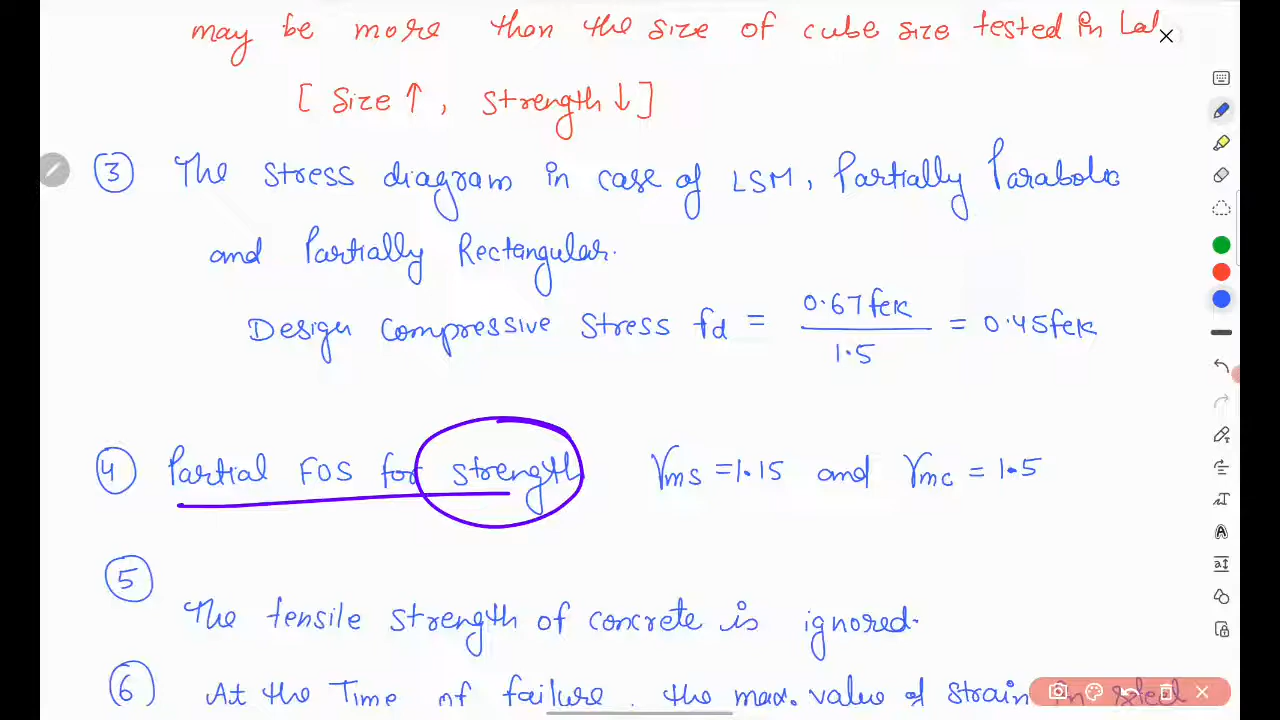 may be more than the size of cube size tested in Lab
[ Size ↑ , Strength ↓ ]
③ The stress diagram in case of LSM, Partially Parabolic
and Partially Rectangular.
Design Compressive Stress fd = 0.67fck / 1.5 = 0.45fck
④ Partial FOS for strength γms = 1.15 and γmc = 1.5
⑤
The tensile strength of concrete is ignored.
⑥ At the Time of failure, the max. value of strain in steel